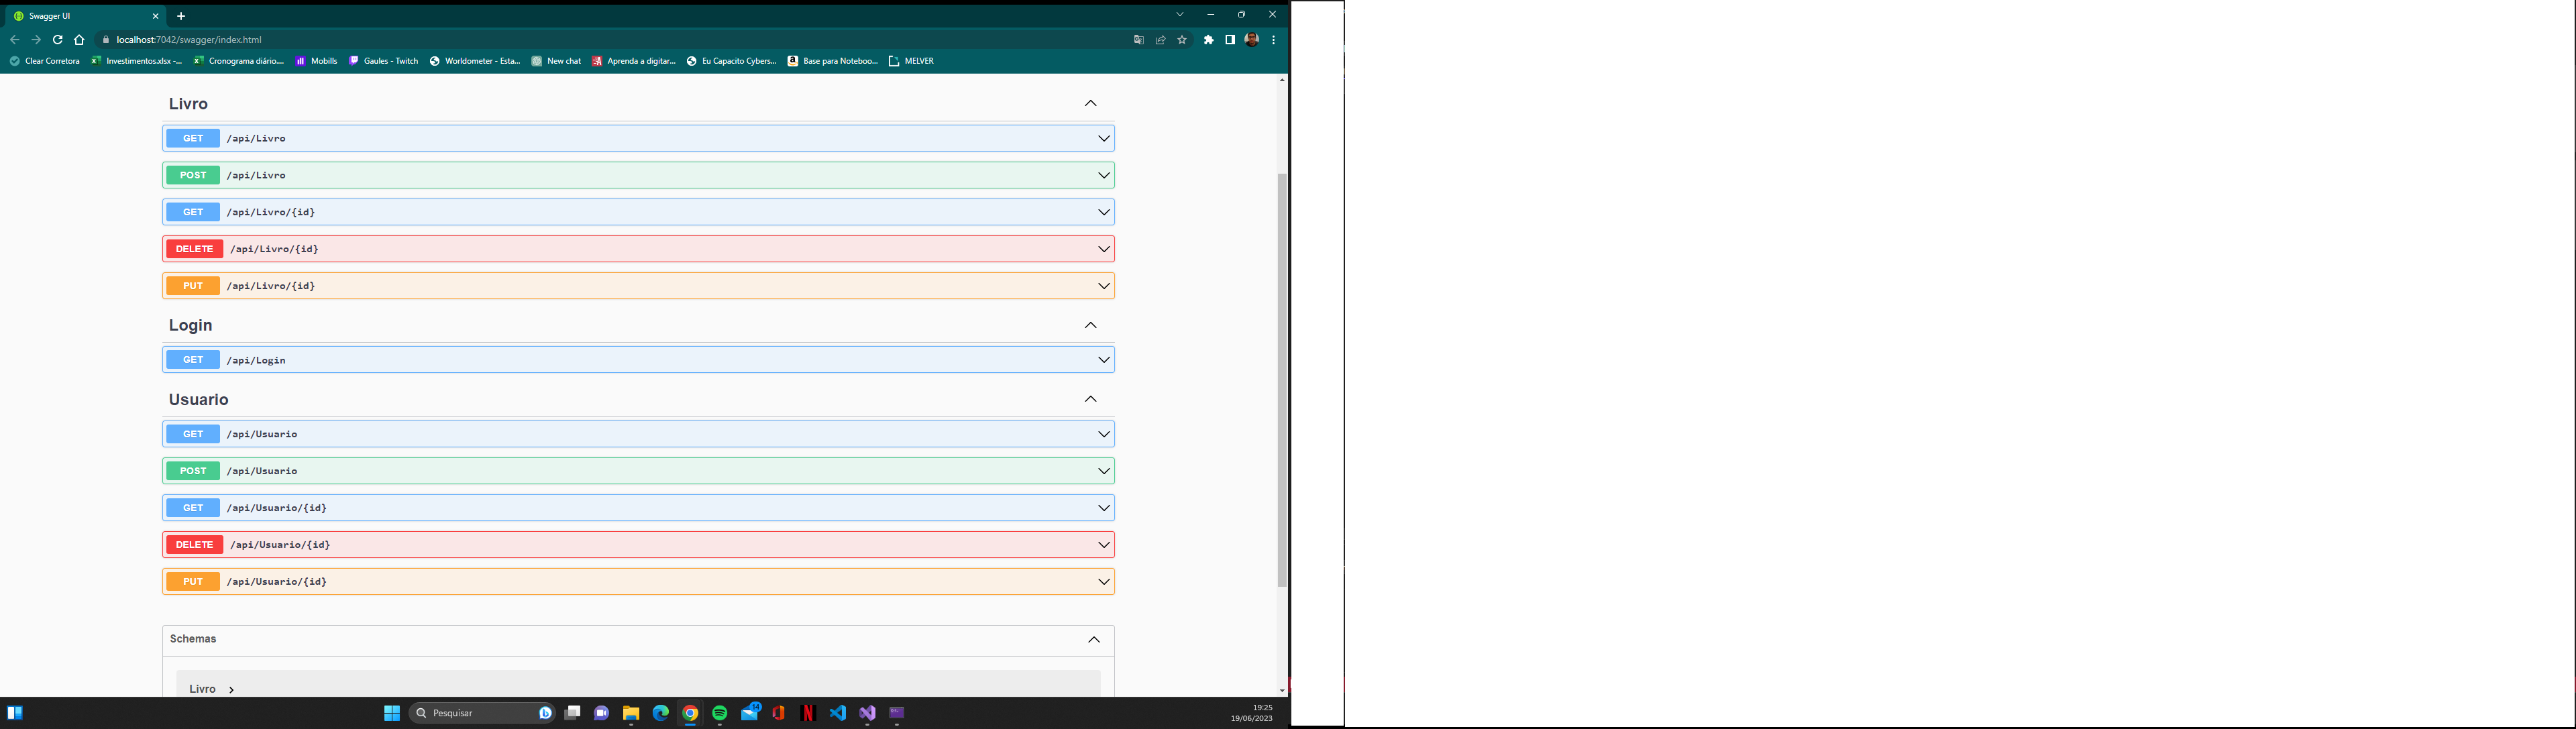 Swagger UI
localhost:7042/swagger/index.html
Clear Corretora
Investimentos.xlsx -...
Cronograma diário....
Mobills
Gaules - Twitch
Worldometer - Esta...
New chat
Aprenda a digitar...
Eu Capacito Cybers...
Base para Noteboo...
MELVER
Livro
GET /api/Livro
POST /api/Livro
GET /api/Livro/{id}
DELETE /api/Livro/{id}
PUT /api/Livro/{id}
Login
GET /api/Login
Usuario
GET /api/Usuario
POST /api/Usuario
GET /api/Usuario/{id}
DELETE /api/Usuario/{id}
PUT /api/Usuario/{id}
Schemas
Livro
Pesquisar
19:25
19/06/2023